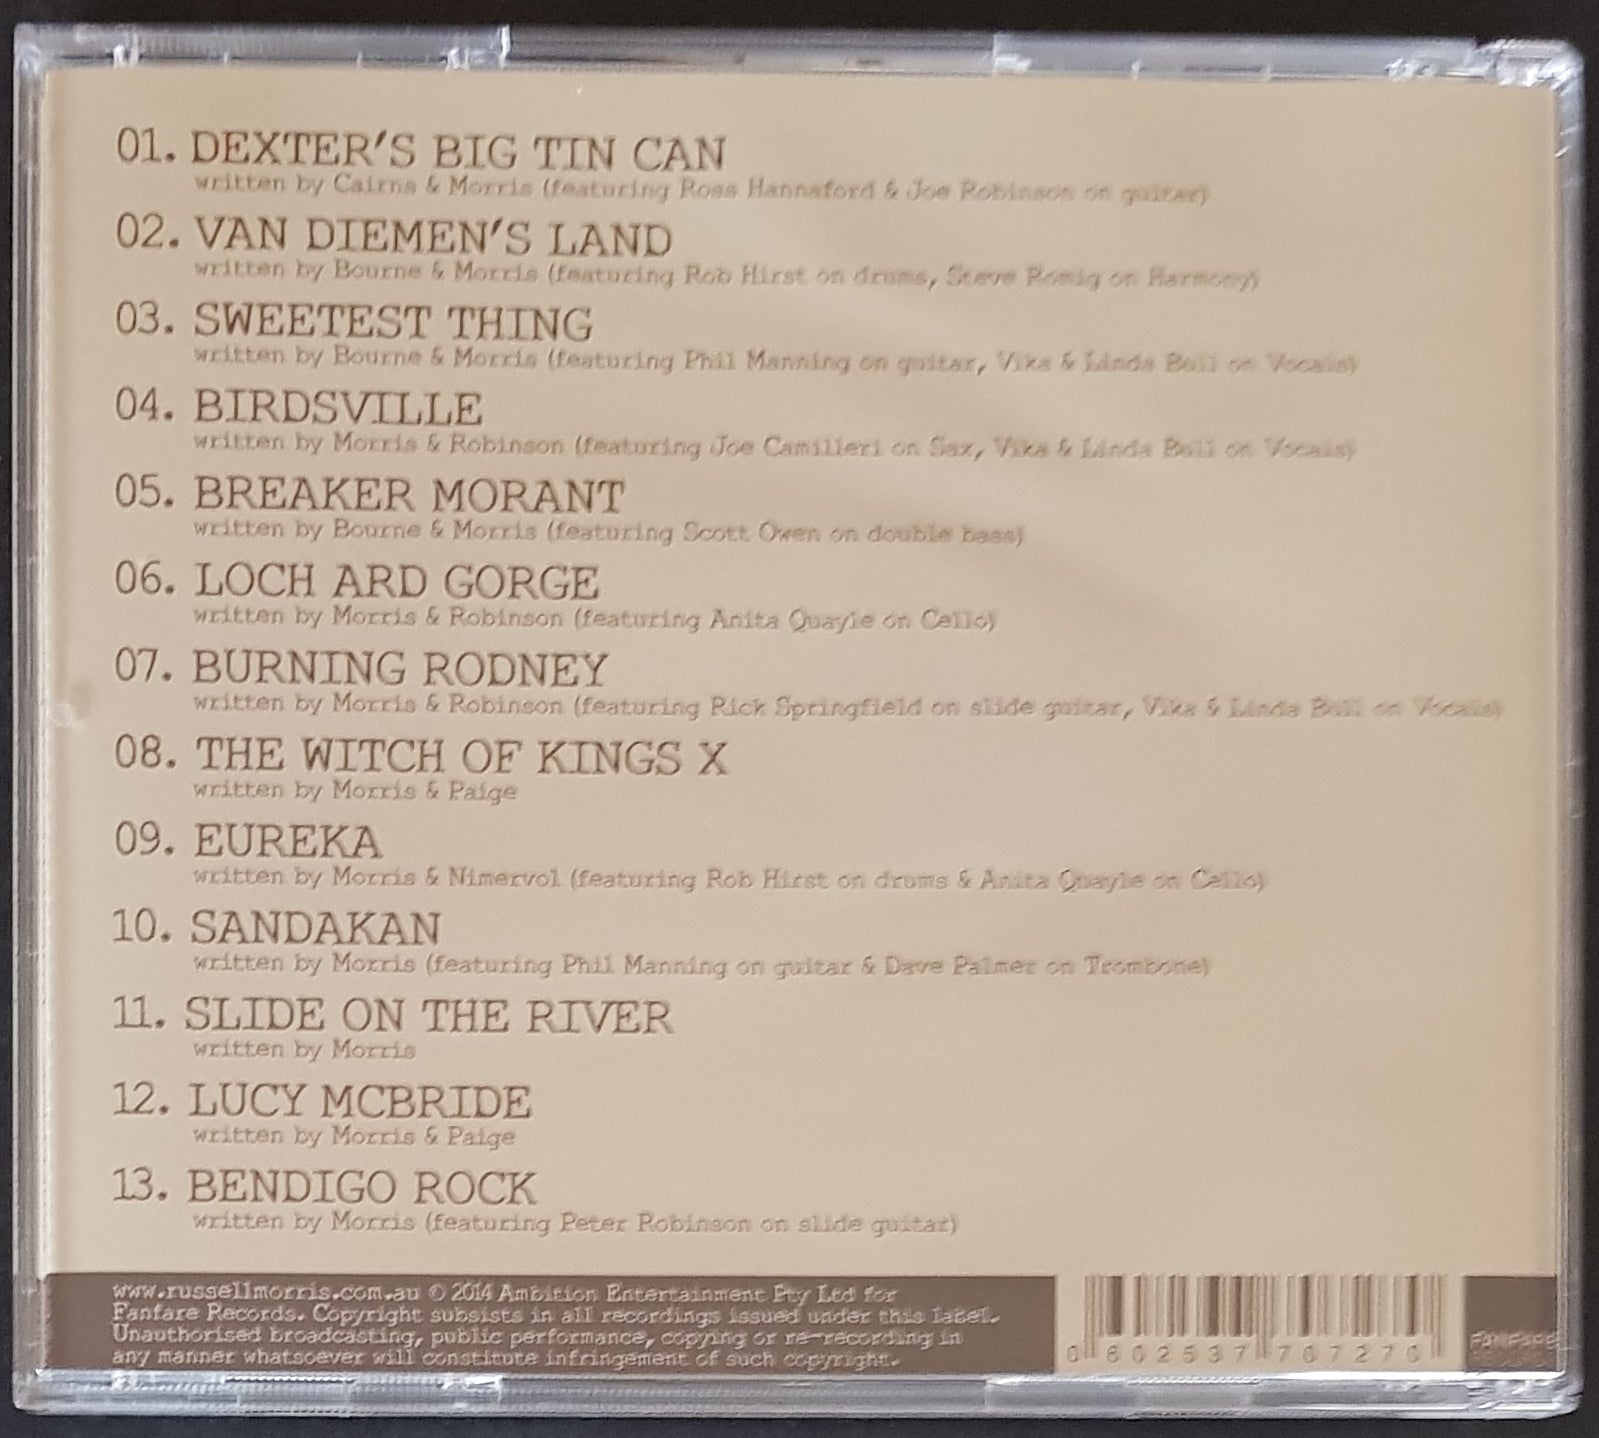 01. DEXTER'S BIG TIN CAN
written by Cairns & Morris (featuring Ross Hannaford & Joe Robinson on guitar)
02. VAN DIEMEN'S LAND
written by Bourne & Morris (featuring Rob Hirst on drums, Steve Romig on Harmony)
03. SWEETEST THING
written by Bourne & Morris (featuring Phil Manning on guitar, Vika & Linda Bull on Vocals)
04. BIRDSVILLE
written by Morris & Robinson (featuring Joe Camilleri on Sax, Vika & Linda Bull on Vocals)
05. BREAKER MORANT
written by Bourne & Morris (featuring Scott Owen on double bass)
06. LOCH ARD GORGE
written by Morris & Robinson (featuring Anita Quayle on Cello)
07. BURNING RODNEY
written by Morris & Robinson (featuring Rick Springfield on slide guitar, Vika & Linda Bull on Vocals)
08. THE WITCH OF KINGS X
written by Morris & Paige
09. EUREKA
written by Morris & Nimervol (featuring Rob Hirst on drums & Anita Quayle on Cello)
10. SANDAKAN
written by Morris (featuring Phil Manning on guitar & Dave Palmer on Trombone)
11. SLIDE ON THE RIVER
written by Morris
12. LUCY MCBRIDE
written by Morris & Paige
13. BENDIGO ROCK
written by Morris (featuring Peter Robinson on slide guitar)
www.russellmorris.com.au © 2014 Ambition Entertainment Pty Ltd for
Fanfare Records. Copyright subsists in all recordings issued under this label.
Unauthorised broadcasting, public performance, copying or re-recording in
any manner whatsoever will constitute infringement of such copyright.
FANFARE